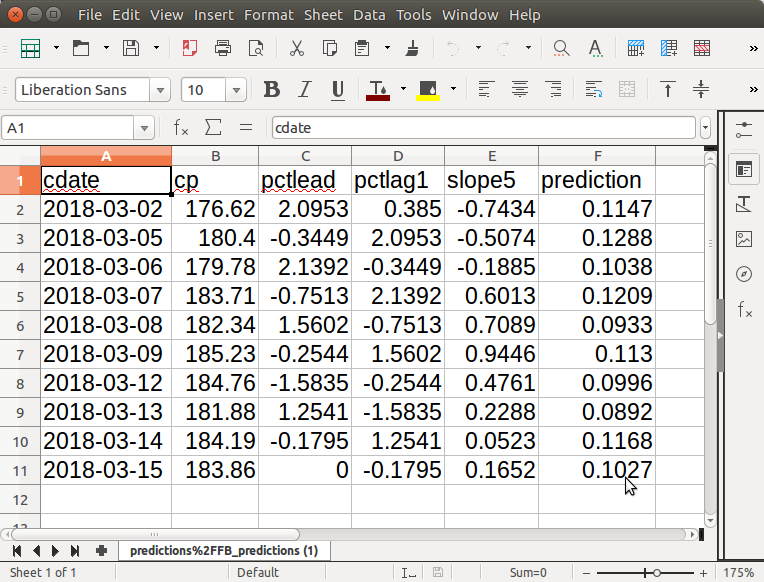 File Edit View Insert Format Sheet Data Tools Window Help
Liberation Sans 10
A1 cdate
A B C D E F
1 cdate cp pctlead pctlag1 slope5 prediction
2 2018-03-02 176.62 2.0953 0.385 -0.7434 0.1147
3 2018-03-05 180.4 -0.3449 2.0953 -0.5074 0.1288
4 2018-03-06 179.78 2.1392 -0.3449 -0.1885 0.1038
5 2018-03-07 183.71 -0.7513 2.1392 0.6013 0.1209
6 2018-03-08 182.34 1.5602 -0.7513 0.7089 0.0933
7 2018-03-09 185.23 -0.2544 1.5602 0.9446 0.113
8 2018-03-12 184.76 -1.5835 -0.2544 0.4761 0.0996
9 2018-03-13 181.88 1.2541 -1.5835 0.2288 0.0892
10 2018-03-14 184.19 -0.1795 1.2541 0.0523 0.1168
11 2018-03-15 183.86 0 -0.1795 0.1652 0.1027
12
13
predictions%2FFB_predictions (1)
Sheet 1 of 1 Default Sum=0 175%